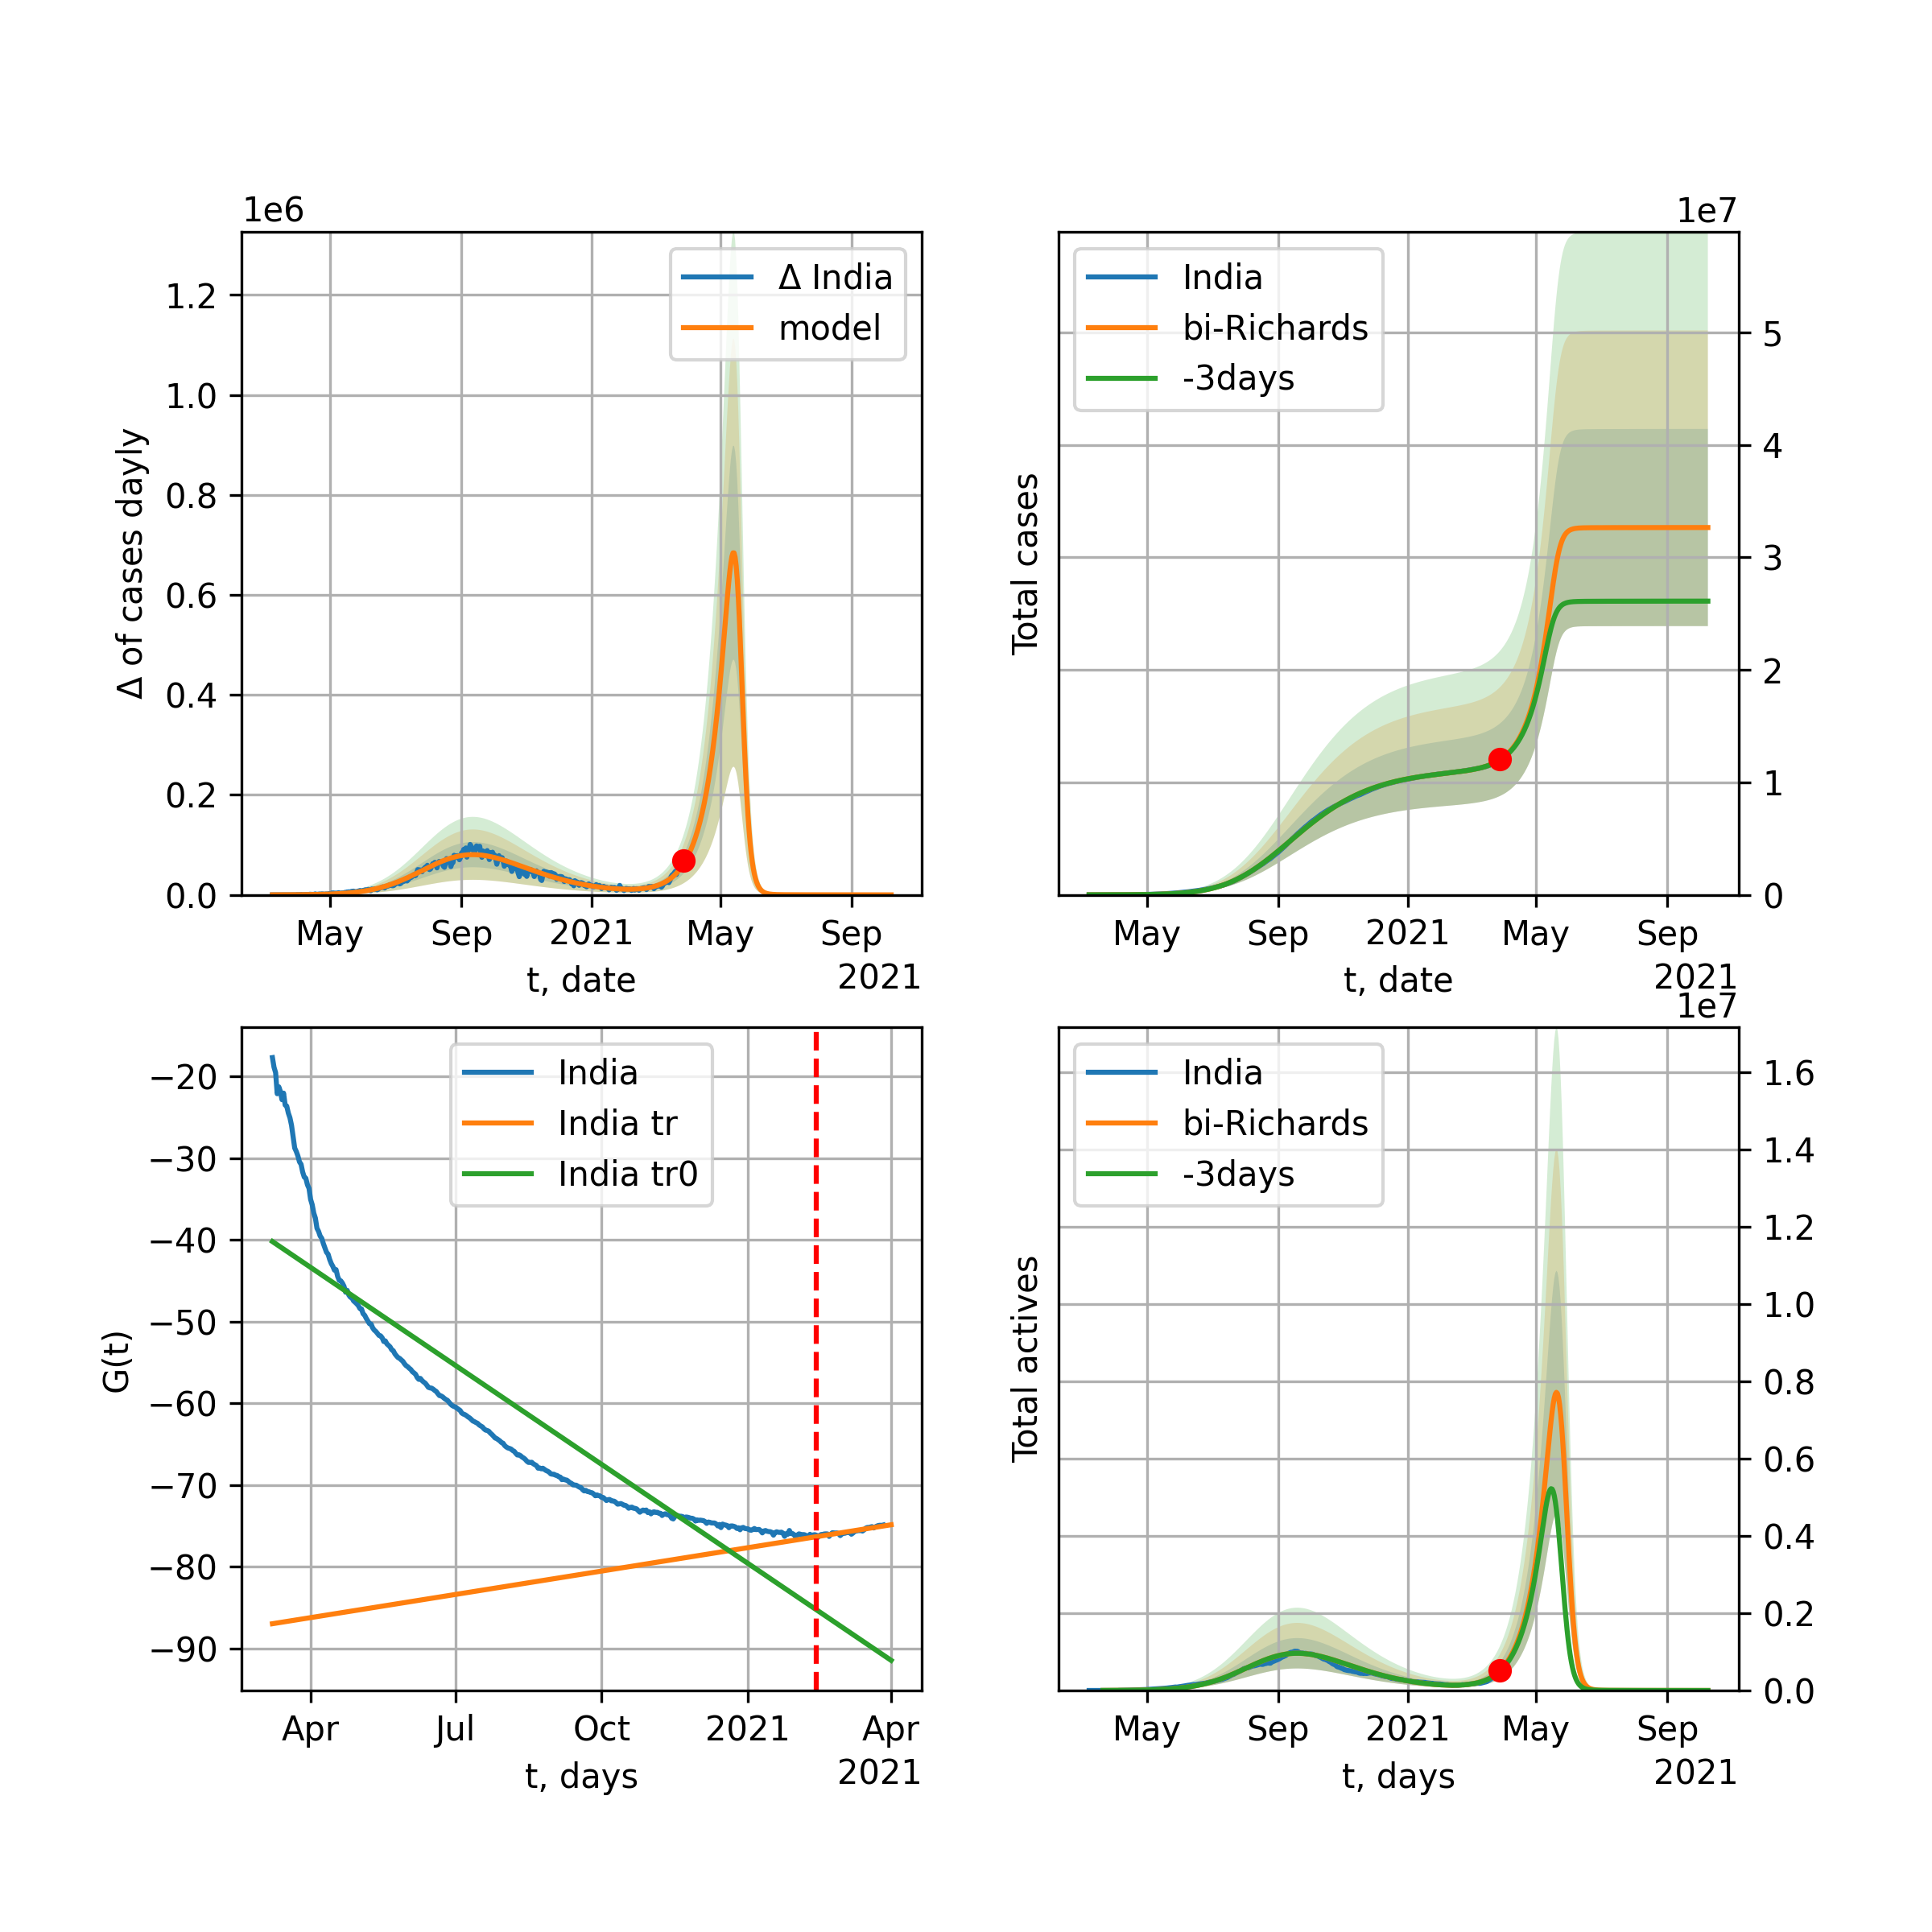 1e6
Δ India
model
1.2
1.0
0.8
0.6
0.4
0.2
0.0
Δ of cases dayly
May Sep 2021 May Sep
t, date
2021
1e7
India
bi-Richards
-3days
5
4
3
2
1
0
Total cases
May Sep 2021 May Sep
t, date
2021
India
India tr
India tr0
−20
−30
−40
−50
−60
−70
−80
−90
G(t)
Apr Jul Oct 2021 Apr
t, days
2021
1e7
India
bi-Richards
-3days
1.6
1.4
1.2
1.0
0.8
0.6
0.4
0.2
0.0
Total actives
May Sep 2021 May Sep
t, days
2021